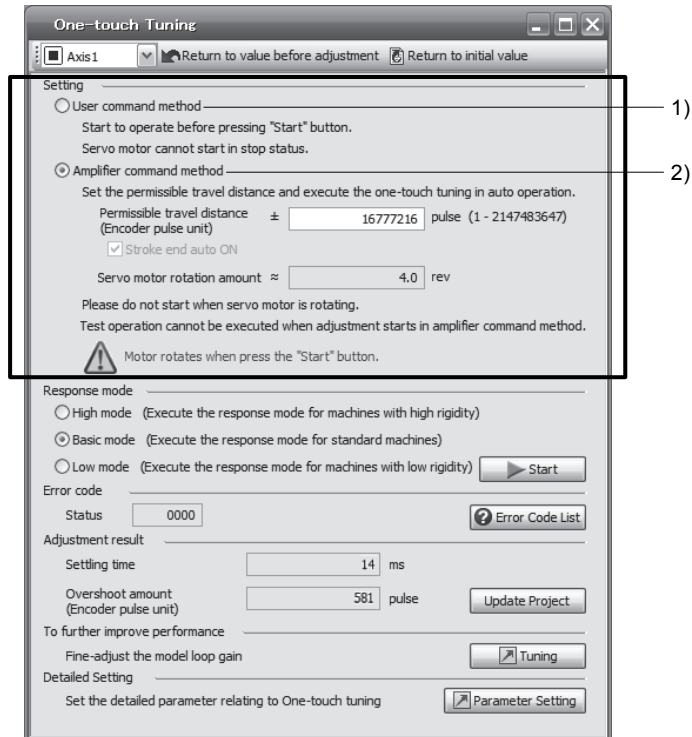 One-touch Tuning
Axis1 Return to value before adjustment Return to initial value
Setting
User command method 1)
Start to operate before pressing "Start" button.
Servo motor cannot start in stop status.
Amplifier command method 2)
Set the permissible travel distance and execute the one-touch tuning in auto operation.
Permissible travel distance ± 16777216 pulse (1 - 2147483647)
(Encoder pulse unit)
Stroke end auto ON
Servo motor rotation amount ≈ 4.0 rev
Please do not start when servo motor is rotating.
Test operation cannot be executed when adjustment starts in amplifier command method.
Motor rotates when press the "Start" button.
Response mode
High mode (Execute the response mode for machines with high rigidity)
Basic mode (Execute the response mode for standard machines)
Low mode (Execute the response mode for machines with low rigidity) Start
Error code
Status 0000 Error Code List
Adjustment result
Settling time 14 ms
Overshoot amount 581 pulse Update Project
(Encoder pulse unit)
To further improve performance
Fine-adjust the model loop gain Tuning
Detailed Setting
Set the detailed parameter relating to One-touch tuning Parameter Setting